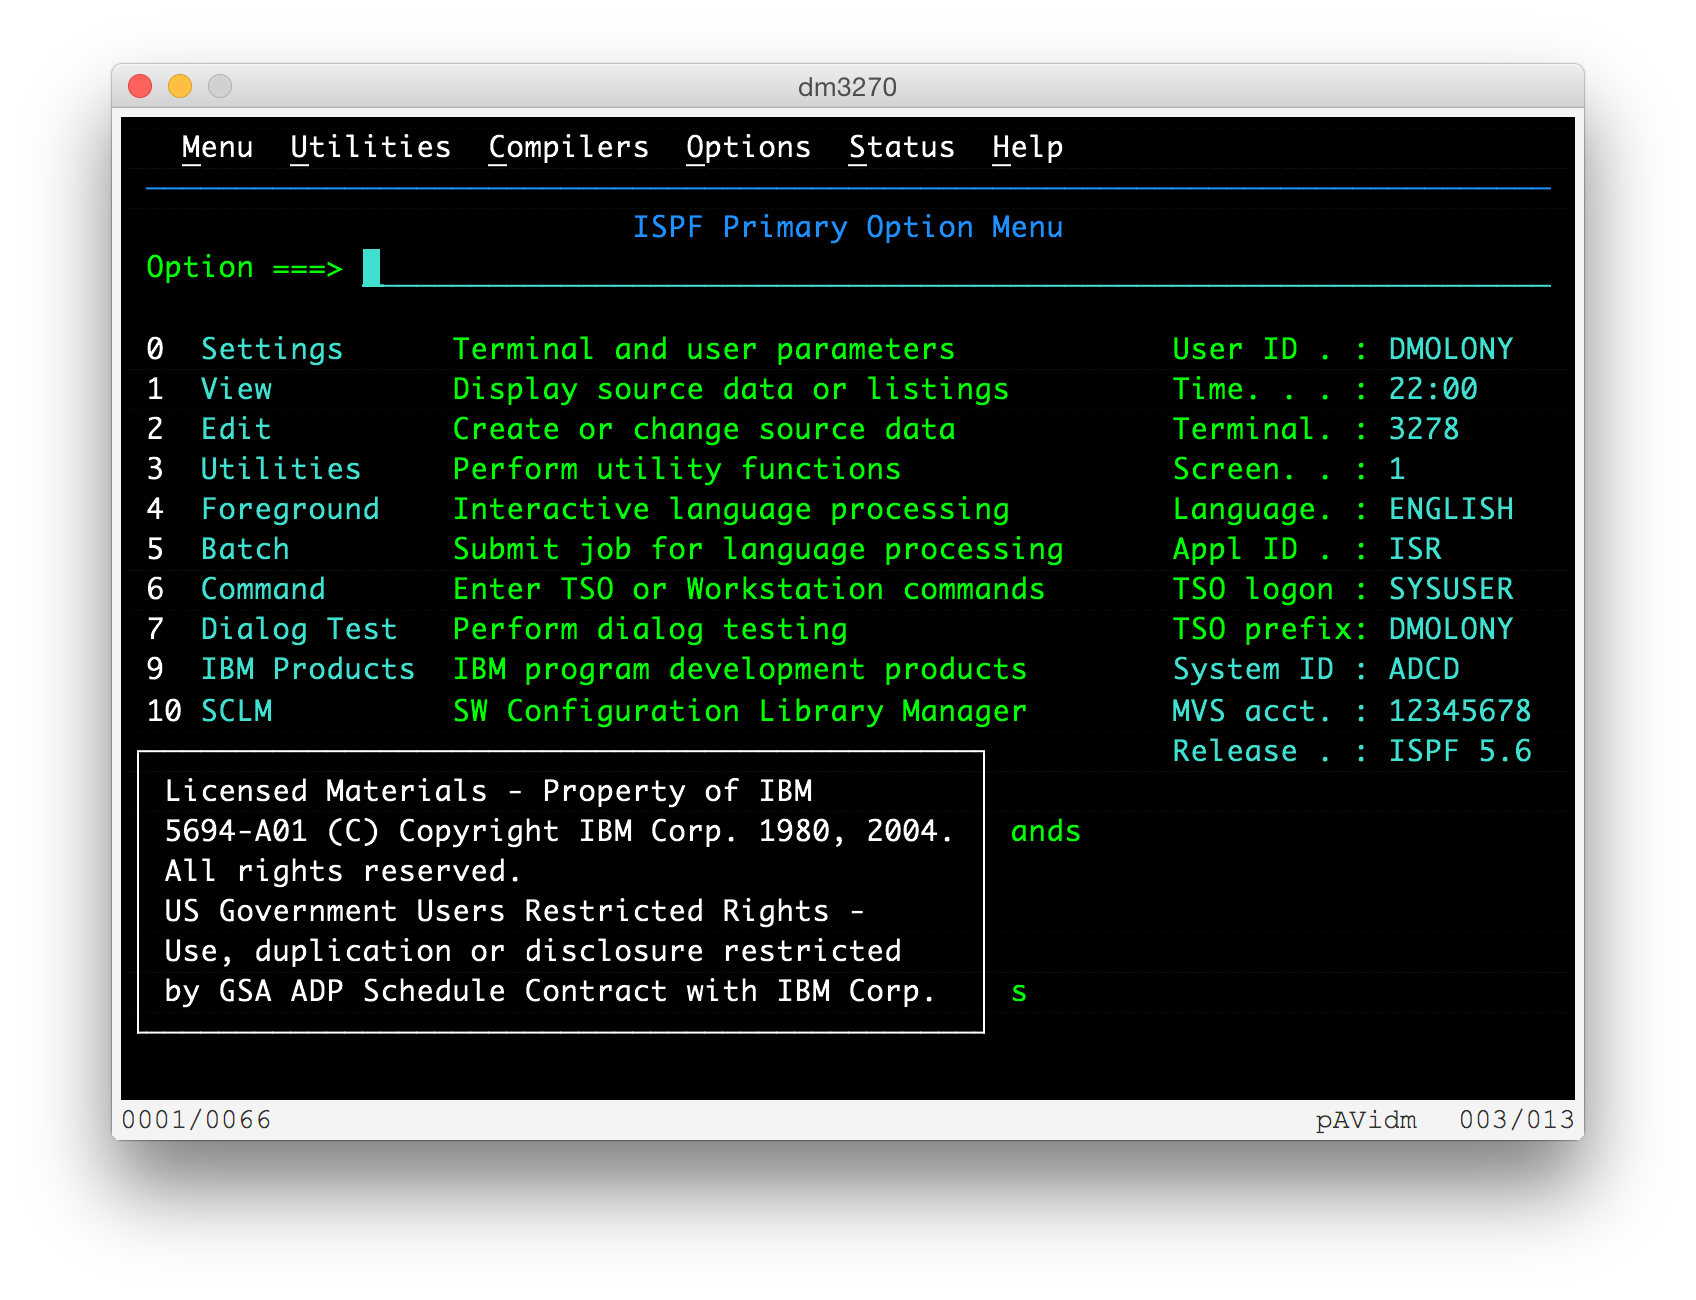 dm3270
Menu Utilities Compilers Options Status Help
ISPF Primary Option Menu
Option ===>
0 Settings Terminal and user parameters User ID . : DMOLONY
1 View Display source data or listings Time. . . : 22:00
2 Edit Create or change source data Terminal. : 3278
3 Utilities Perform utility functions Screen. . : 1
4 Foreground Interactive language processing Language. : ENGLISH
5 Batch Submit job for language processing Appl ID . : ISR
6 Command Enter TSO or Workstation commands TSO logon : SYSUSER
7 Dialog Test Perform dialog testing TSO prefix: DMOLONY
9 IBM Products IBM program development products System ID : ADCD
10 SCLM SW Configuration Library Manager MVS acct. : 12345678
Release . : ISPF 5.6
Licensed Materials - Property of IBM
5694-A01 (C) Copyright IBM Corp. 1980, 2004. ands
All rights reserved.
US Government Users Restricted Rights -
Use, duplication or disclosure restricted
by GSA ADP Schedule Contract with IBM Corp. s
0001/0066 pAVidm 003/013